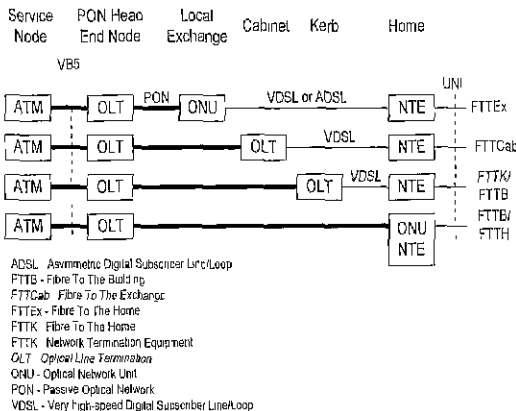 Service Node
PON Head End Node
Local Exchange
Cabinet
Kerb
Home
VB5
UNI
ATM OLT PON ONU VDSL or ADSL NTE FTTEx
ATM OLT OLT VDSL NTE FTTCab
ATM OLT OLT VDSL NTE FTTK/ FTTB
ATM OLT ONU NTE FTTB/ FTTH
ADSL Asymmetric Digital Subscriber Line/Loop
FTTB - Fibre To The Building
FTTCab Fibre To The Exchange
FTTEx - Fibre To The Home
FTTK Fibre To The Home
FTTK Network Termination Equipment
OLT Optical Line Termination
ONU - Optical Network Unit
PON - Passive Optical Network
VDSL - Very high-speed Digital Subscriber Line/Loop